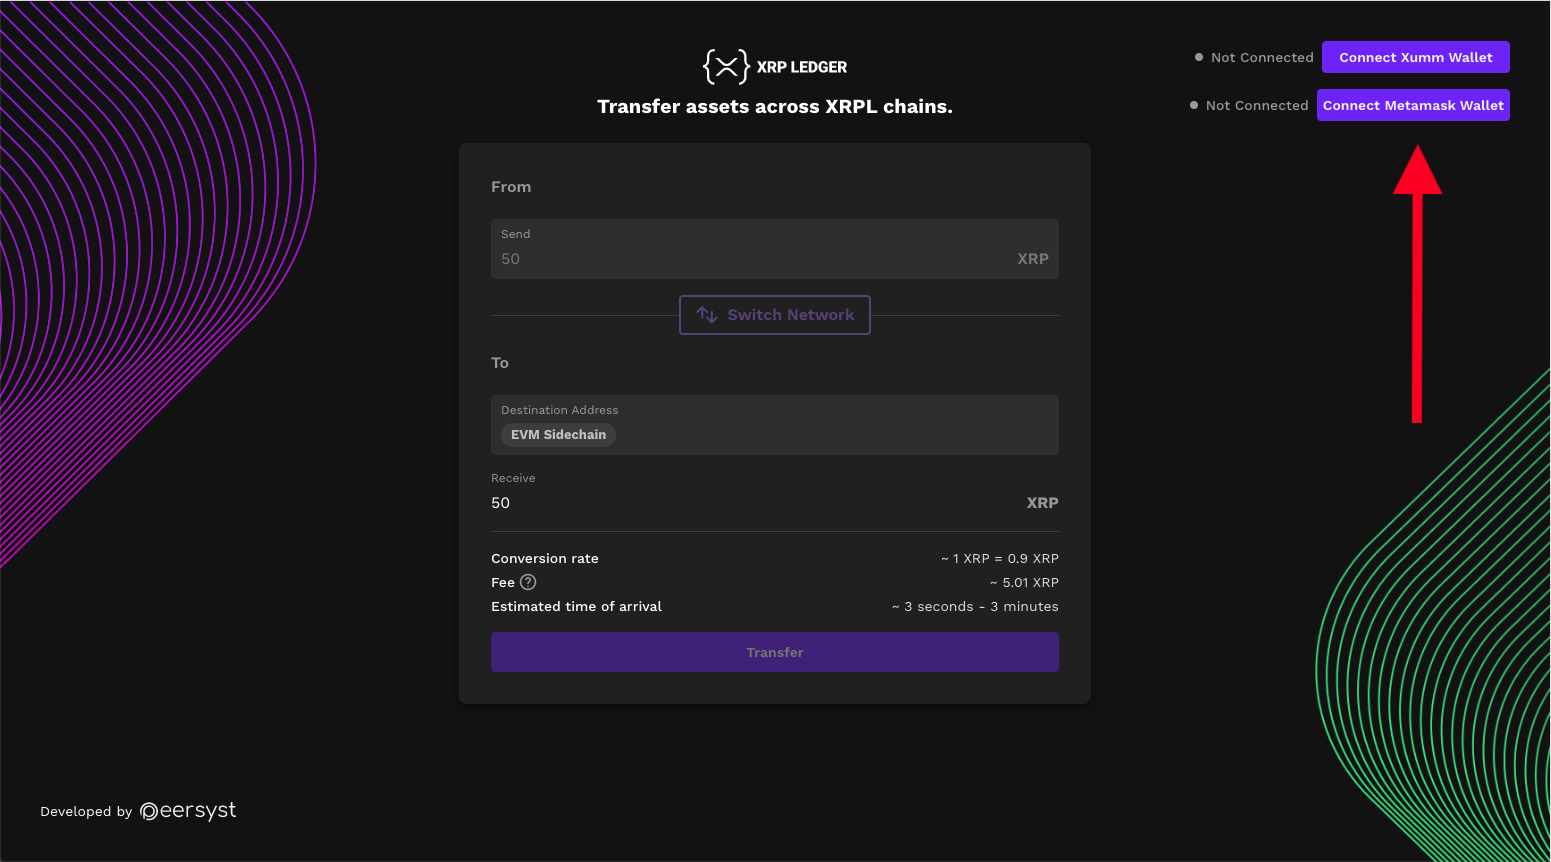 XRP LEDGER
Transfer assets across XRPL chains.
Not Connected Connect Xumm Wallet
Not Connected Connect Metamask Wallet
From
Send
50 XRP
Switch Network
To
Destination Address
EVM Sidechain
Receive
50 XRP
Conversion rate ~ 1 XRP = 0.9 XRP
Fee ? ~ 5.01 XRP
Estimated time of arrival ~ 3 seconds - 3 minutes
Transfer
Developed by peersyst